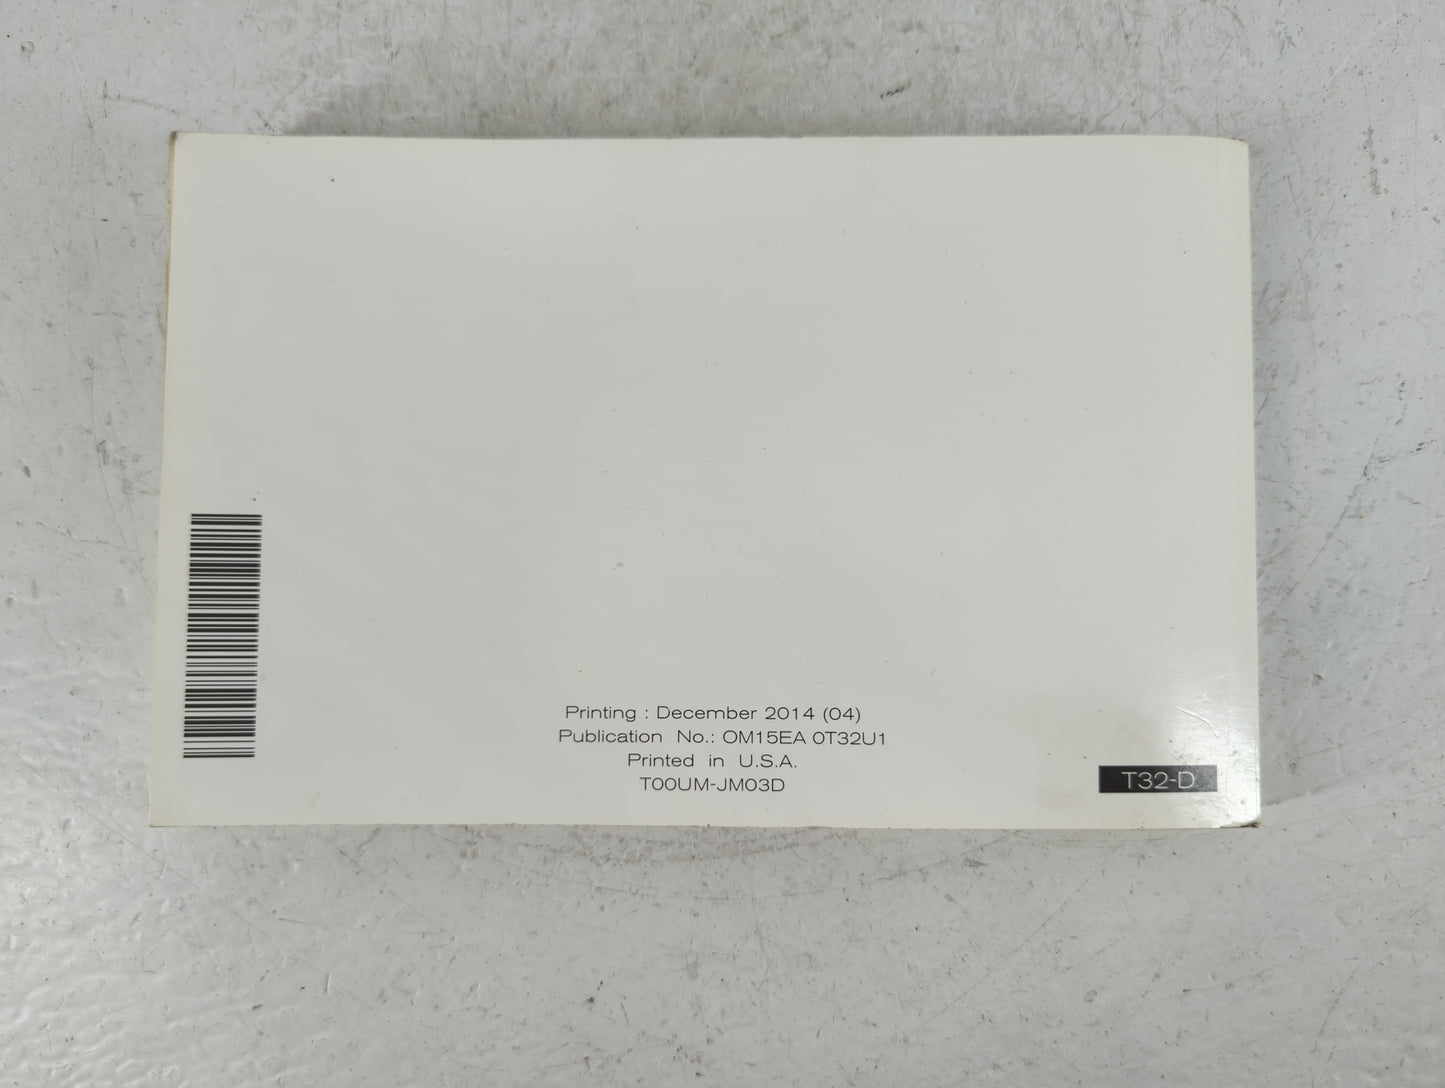 Printing : December 2014 (04)
Publication No.: OM15EA 0T32U1
Printed in U.S.A.
T00UM-JM03D
T32-D